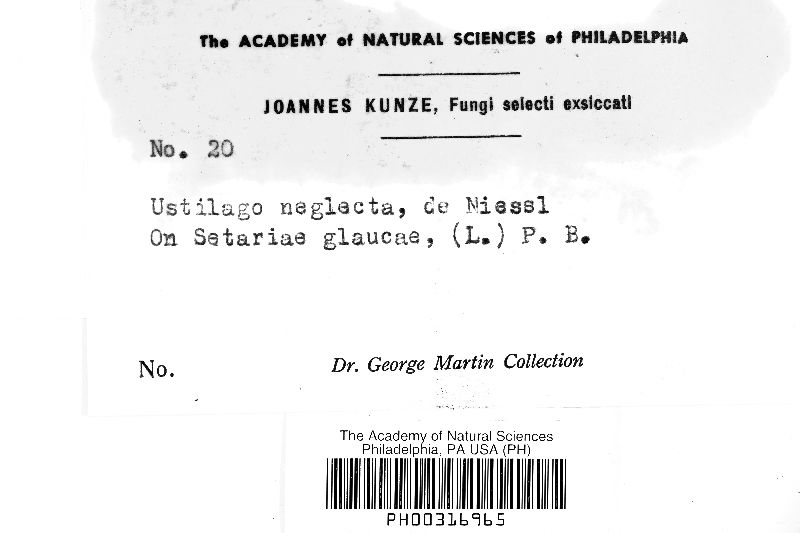 The ACADEMY of NATURAL SCIENCES of PHILADELPHIA
JOANNES KUNZE, Fungi selecti exsiccati
No. 20
Ustilago neglecta, de Niessl
On Setariae glaucae, (L.) P. B.
No.
Dr. George Martin Collection
The Academy of Natural Sciences
Philadelphia, PA USA (PH)
PH00316965